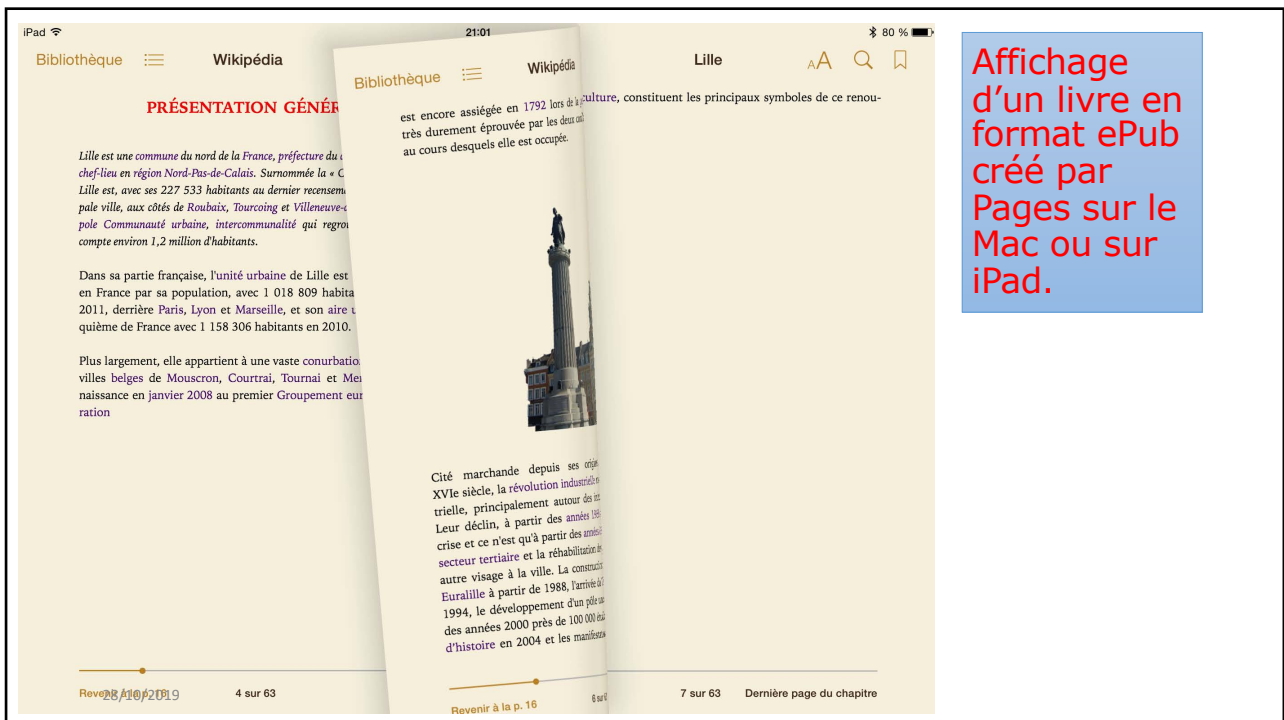 iPad
21:01
80 %
Bibliothèque
Wikipédia
PRÉSENTATION GÉNÉR
Lille est une commune du nord de la France, préfecture du
chef-lieu en région Nord-Pas-de-Calais. Surnommée la « C
Lille est, avec ses 227 533 habitants au dernier recensem
pale ville, aux côtés de Roubaix, Tourcoing et Villeneuve-
pole Communauté urbaine, intercommunalité qui regrou
compte environ 1,2 million d'habitants.
Dans sa partie française, l'unité urbaine de Lille est
en France par sa population, avec 1 018 809 habita
2011, derrière Paris, Lyon et Marseille, et son aire u
quième de France avec 1 158 306 habitants en 2010.
Plus largement, elle appartient à une vaste conurbation
villes belges de Mouscron, Courtrai, Tournai et Me
naissance en janvier 2008 au premier Groupement eur
ration
Revenir à la p. 16
28/10/2019
4 sur 63
Bibliothèque
Wikipédia
est encore assiégée en 1792 lors de la
très durement éprouvée par les deux
au cours desquels elle est occupée.
Cité marchande depuis ses
XVIe siècle, la révolution industrielle
trielle, principalement autour des
Leur déclin, à partir des années
crise et ce n'est qu'à partir des années
secteur tertiaire et la réhabilitation
autre visage à la ville. La construction
Euralille à partir de 1988, l'arrivée
1994, le développement d'un pôle
des années 2000 près de 100 000
d'histoire en 2004 et les
Revenir à la p. 16
6 sur
Lille
AA
culture, constituent les principaux symboles de ce renou-
7 sur 63
Dernière page du chapitre
Affichage
d'un livre en
format ePub
créé par
Pages sur le
Mac ou sur
iPad.